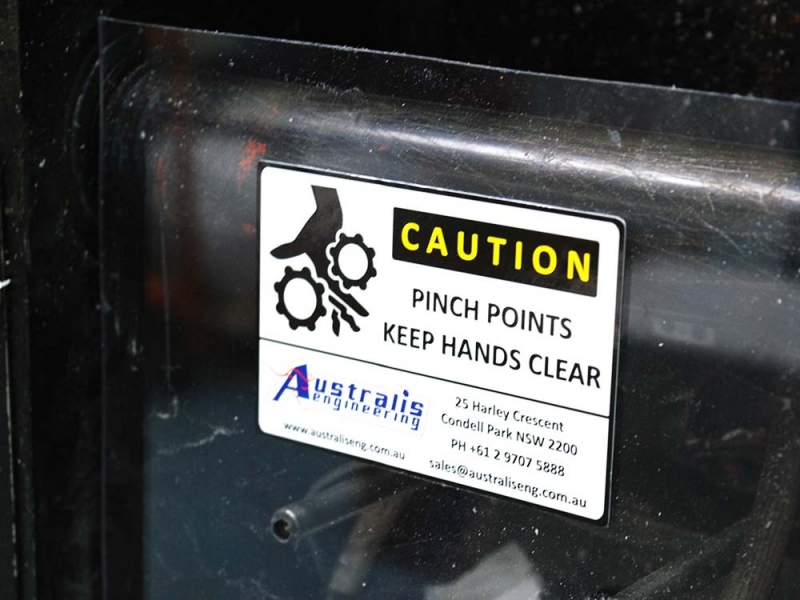 CAUTION
PINCH POINTS
KEEP HANDS CLEAR
Australis
engineering
www.australiseng.com.au
25 Harley Crescent
Condell Park NSW 2200
PH +61 2 9707 5888
sales@australiseng.com.au